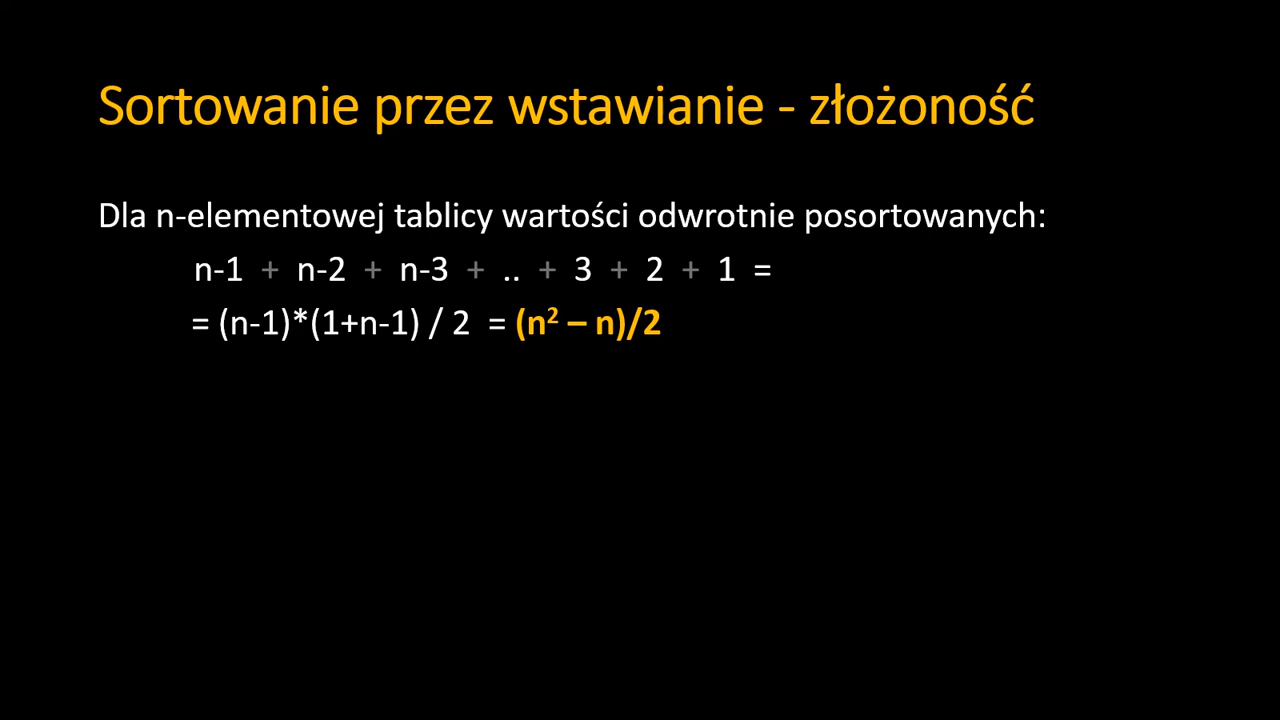 Sortowanie przez wstawianie - złożoność
Dla n-elementowej tablicy wartości odwrotnie posortowanych:
n-1 + n-2 + n-3 + .. + 3 + 2 + 1 =
= (n-1)*(1+n-1) / 2 = (n² – n)/2